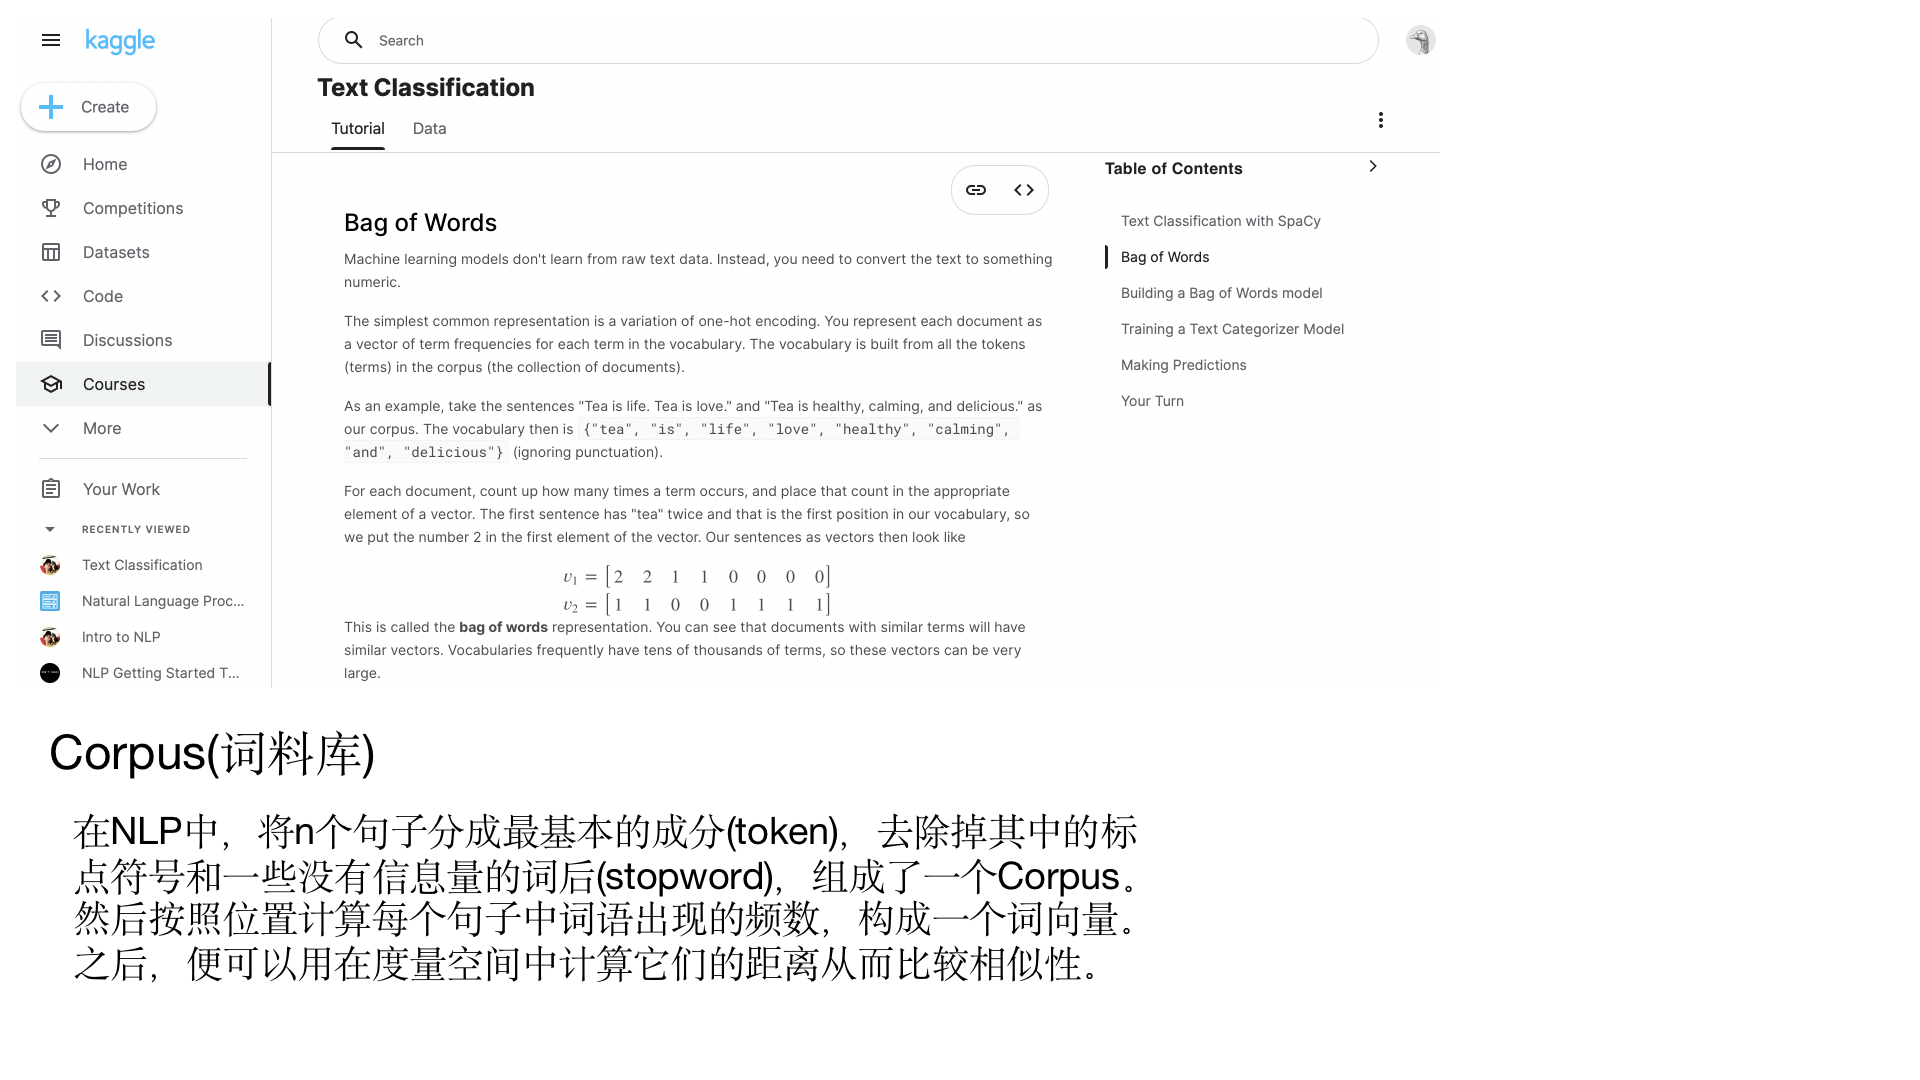 kaggle
Search
Create
Home
Competitions
Datasets
Code
Discussions
Courses
More
Your Work
RECENTLY VIEWED
Text Classification
Natural Language Proc...
Intro to NLP
NLP Getting Started T...
Text Classification
Tutorial
Data
Bag of Words
Machine learning models don't learn from raw text data. Instead, you need to convert the text to something
numeric.
The simplest common representation is a variation of one-hot encoding. You represent each document as
a vector of term frequencies for each term in the vocabulary. The vocabulary is built from all the tokens
(terms) in the corpus (the collection of documents).
As an example, take the sentences "Tea is life. Tea is love." and "Tea is healthy, calming, and delicious." as
our corpus. The vocabulary then is {"tea", "is", "life", "love", "healthy", "calming",
"and", "delicious"} (ignoring punctuation).
For each document, count up how many times a term occurs, and place that count in the appropriate
element of a vector. The first sentence has "tea" twice and that is the first position in our vocabulary, so
we put the number 2 in the first element of the vector. Our sentences as vectors then look like
v₁ = [2 2 1 1 0 0 0 0]
v₂ = [1 1 0 0 1 1 1 1]
This is called the bag of words representation. You can see that documents with similar terms will have
similar vectors. Vocabularies frequently have tens of thousands of terms, so these vectors can be very
large.
Table of Contents
Text Classification with SpaCy
Bag of Words
Building a Bag of Words model
Training a Text Categorizer Model
Making Predictions
Your Turn
Corpus(词料库)
在NLP中，将n个句子分成最基本的成分(token)，去除掉其中的标
点符号和一些没有信息量的词后(stopword)，组成了一个Corpus。
然后按照位置计算每个句子中词语出现的频数，构成一个词向量。
之后，便可以用在度量空间中计算它们的距离从而比较相似性。